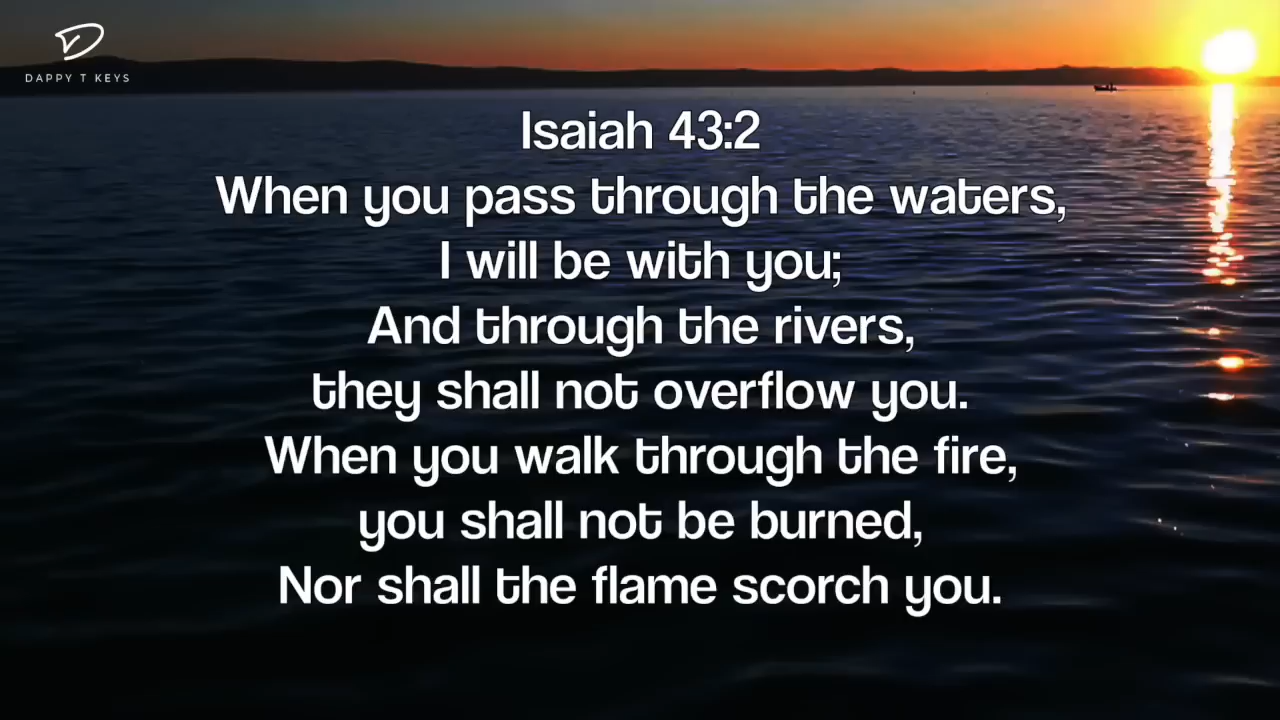 DAPPY T KEYS
Isaiah 43:2
When you pass through the waters,
I will be with you;
And through the rivers,
they shall not overflow you.
When you walk through the fire,
you shall not be burned,
Nor shall the flame scorch you.